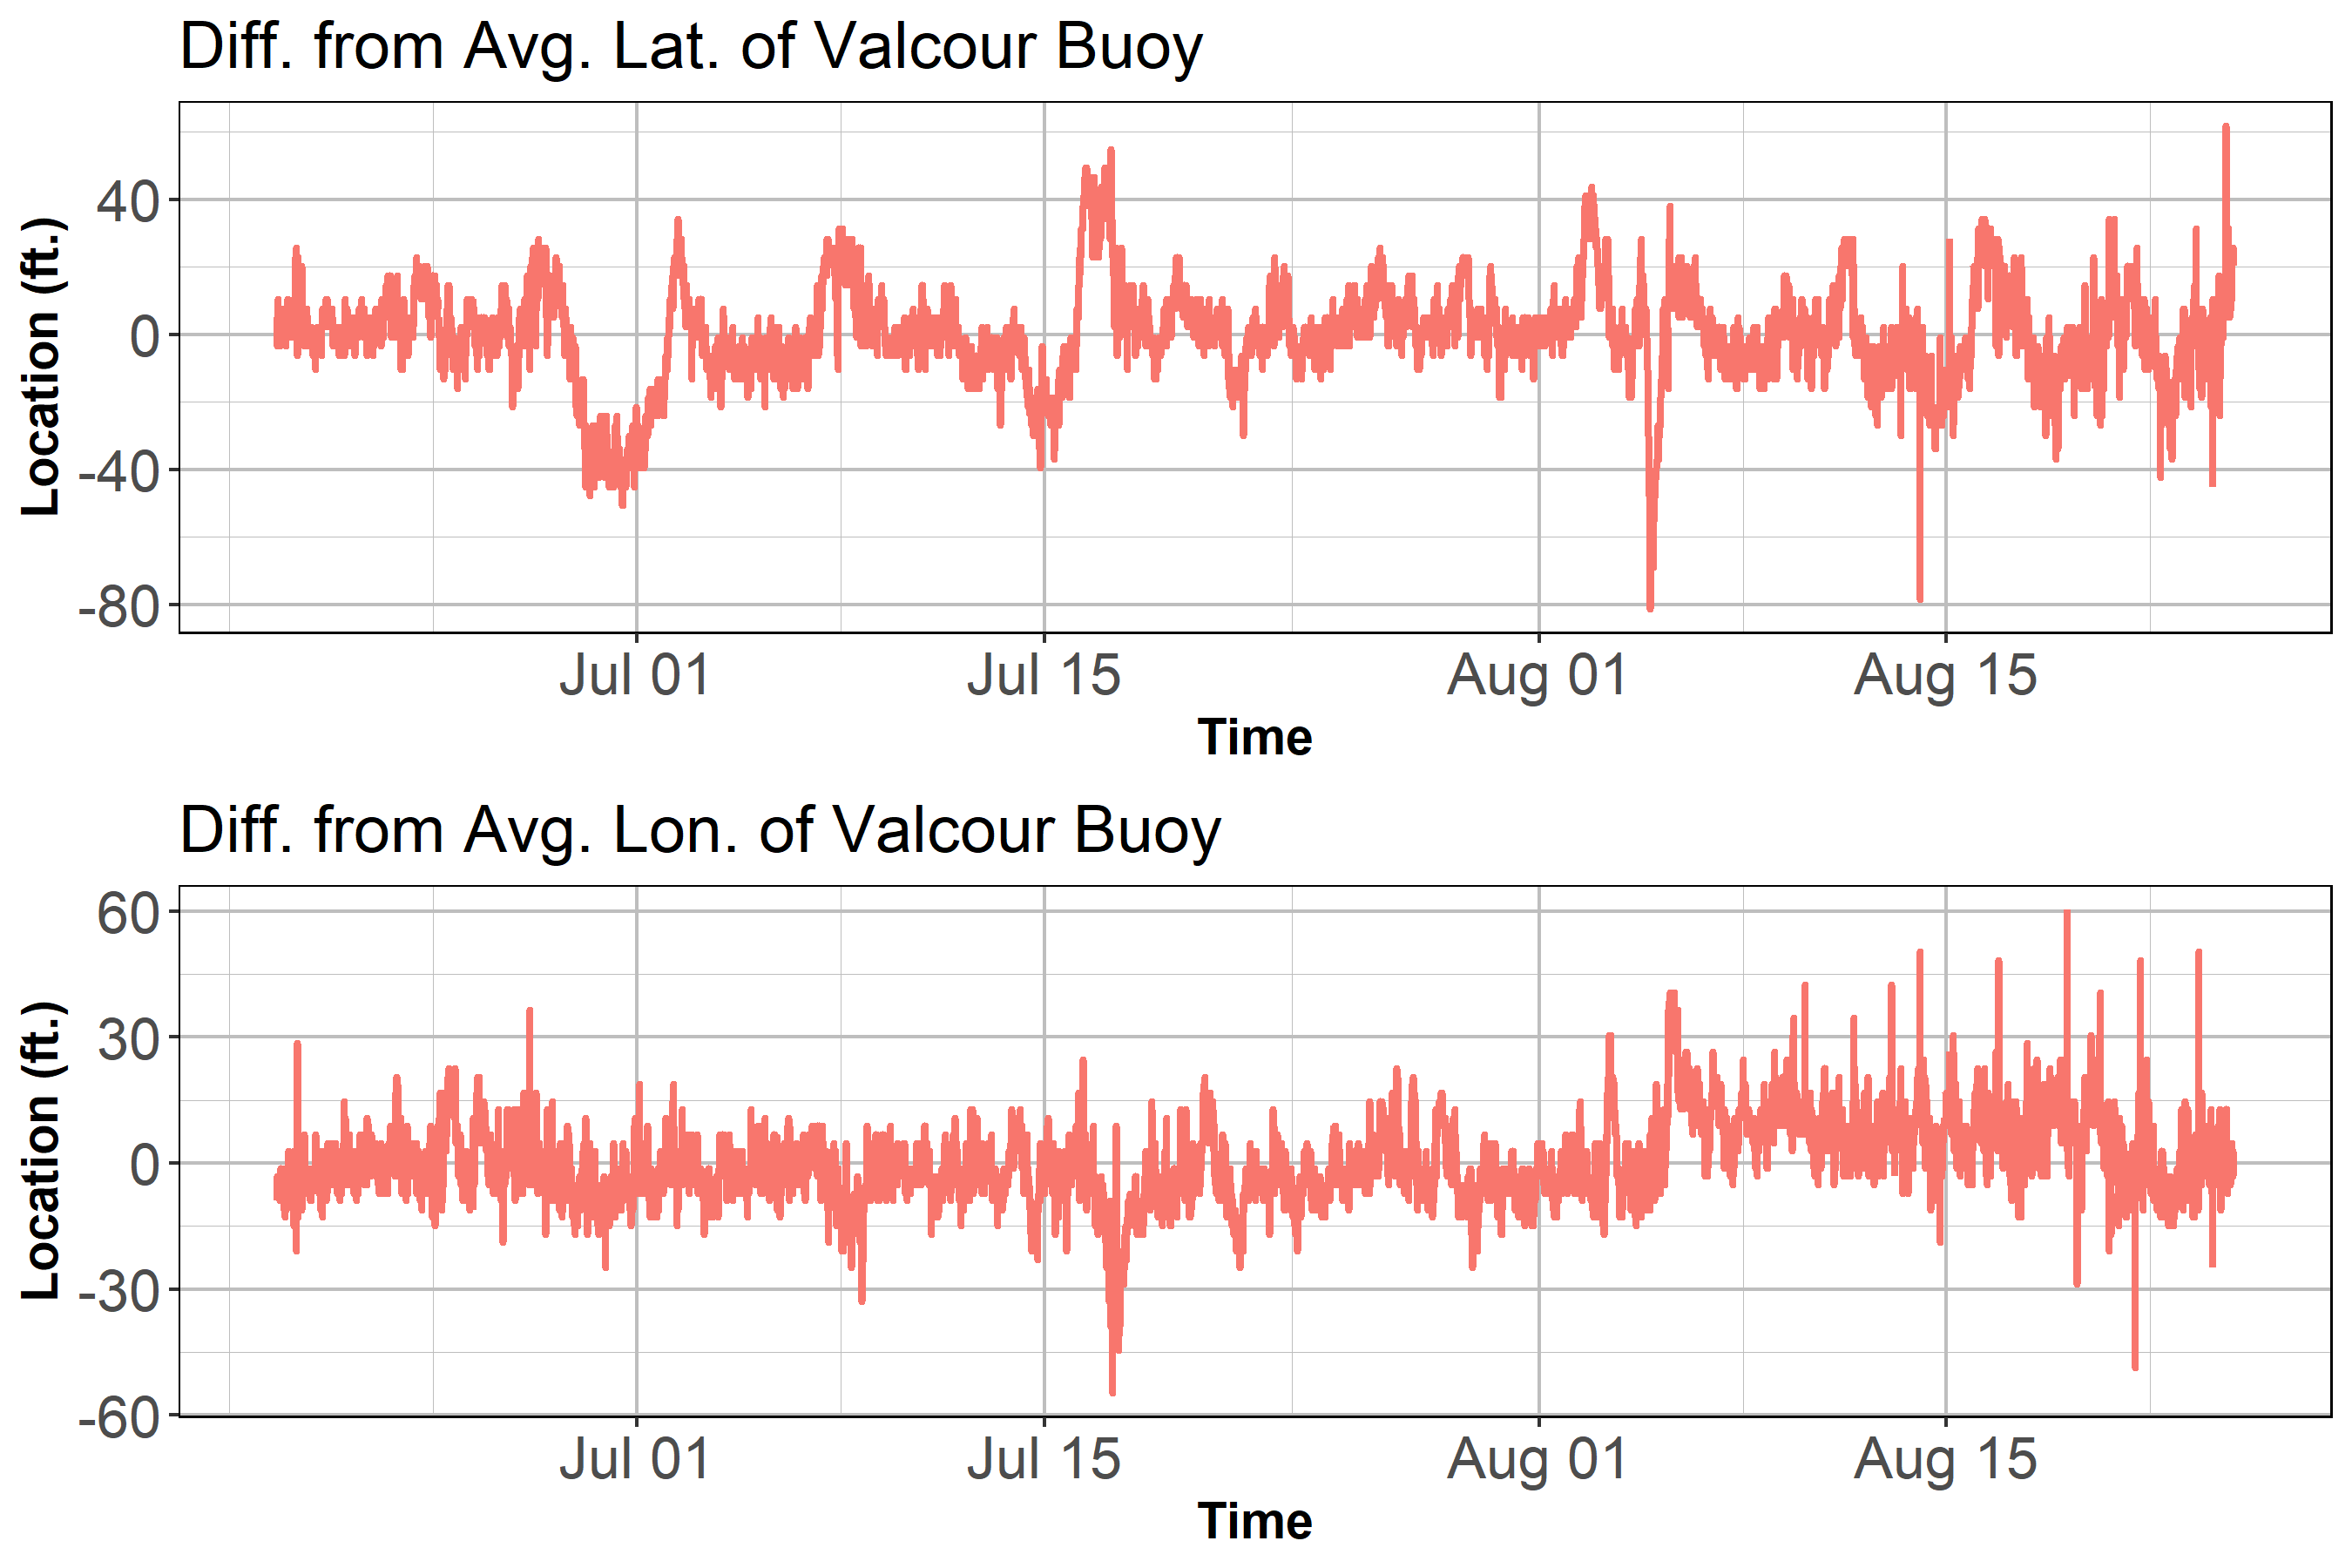 Diff. from Avg. Lat. of Valcour Buoy
Location (ft.)
40
0
-40
-80
Jul 01 Jul 15 Aug 01 Aug 15
Time
Diff. from Avg. Lon. of Valcour Buoy
Location (ft.)
60
30
0
-30
-60
Jul 01 Jul 15 Aug 01 Aug 15
Time